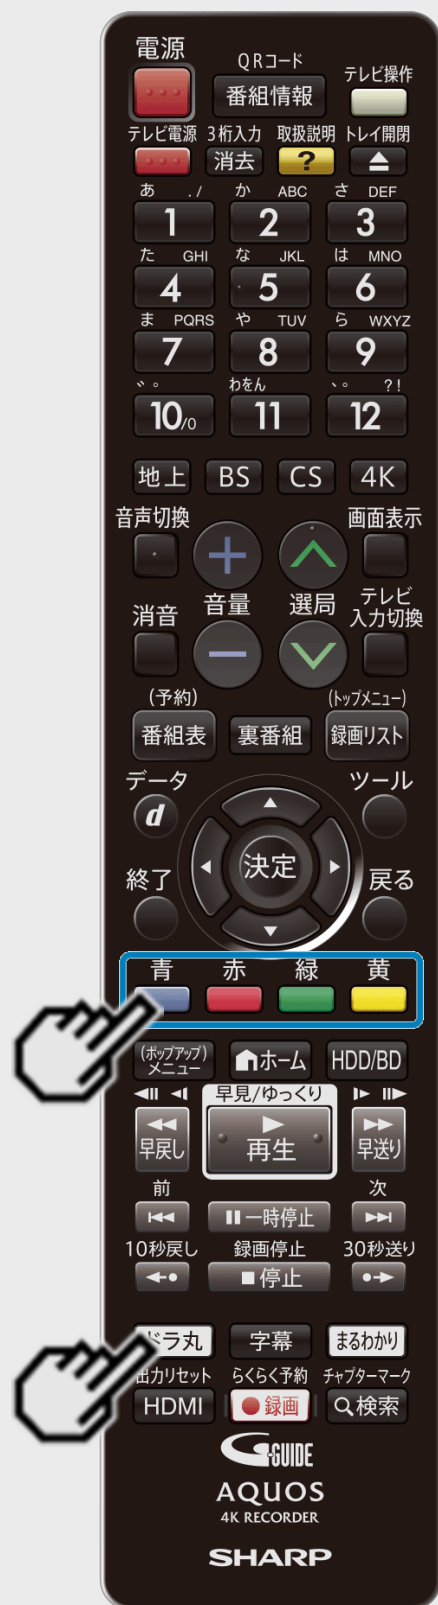 電源
QRコード
テレビ操作
番組情報
テレビ電源 3桁入力 取扱説明 トレイ開閉
消去 ?
あ ./ か ABC さ DEF
1 2 3
た GHI な JKL は MNO
4 5 6
ま PQRS や TUV ら WXYZ
7 8 9
゛゜ わをん 、。 ?!
10/0 11 12
地上 BS CS 4K
音声切換 画面表示
消音 音量 選局 テレビ
入力切換
(予約) (トップメニュー)
番組表 裏番組 録画リスト
データ ツール
d
決定
終了 戻る
青 赤 緑 黄
(ポップアップ)
メニュー ホーム HDD/BD
早見/ゆっくり
早戻し 再生 早送り
前 次
一時停止
10秒戻し 録画停止 30秒送り
停止
ドラ丸 字幕 まるわかり
出力リセット らくらく予約 チャプターマーク
HDMI 録画 検索
G-GUIDE
AQUOS
4K RECORDER
SHARP